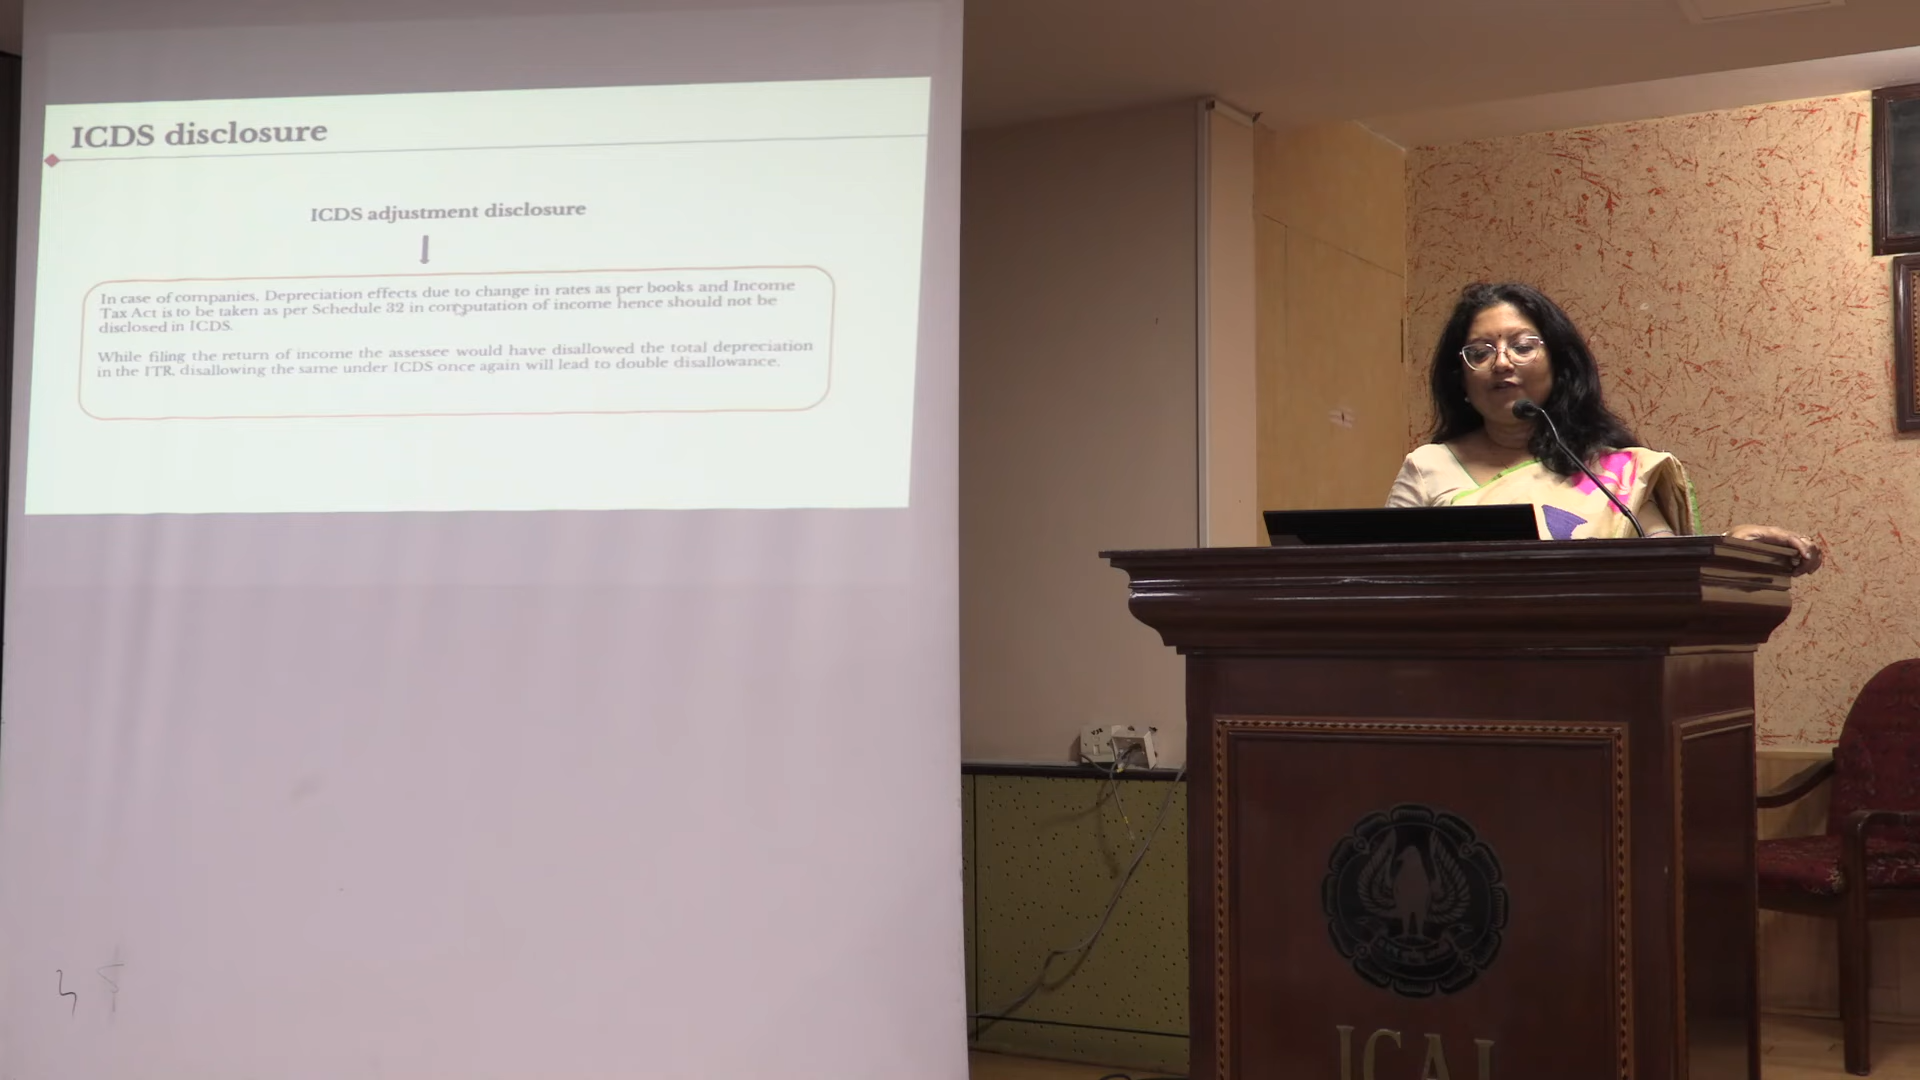 ICDS disclosure
ICDS adjustment disclosure
In case of companies, Depreciation effects due to change in rates as per books and Income
Tax Act is to be taken as per Schedule 32 in computation of income hence should not be
disclosed in ICDS.
While filing the return of income the assessee would have disallowed the total depreciation
in the ITR, disallowing the same under ICDS once again will lead to double disallowance.
ICAI